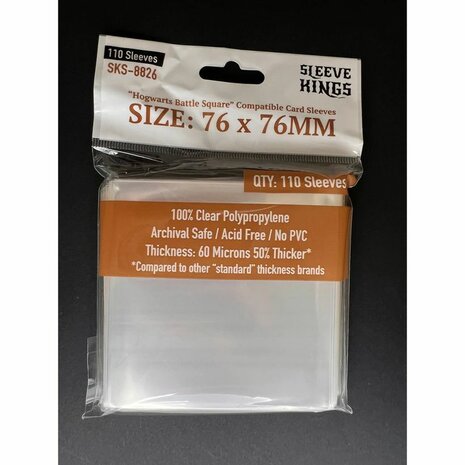 110 Sleeves
SKS-8826
SLEEVE
KINGS
"Hogwarts Battle Square" Compatible Card Sleeves
SIZE: 76 x 76MM
QTY: 110 Sleeves
100% Clear Polypropylene
Archival Safe / Acid Free / No PVC
Thickness: 60 Microns 50% Thicker*
*Compared to other "standard" thickness brands